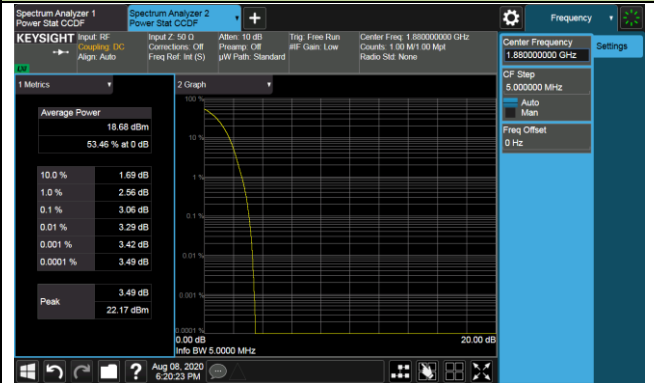 Spectrum Analyzer 1
Power Stat CCDF
Spectrum Analyzer 2
Power Stat CCDF
+
Frequency
KEYSIGHT
Input: RF
Coupling: DC
Align: Auto
Input Z: 50 Ω
Corrections: Off
Freq Ref: Int (S)
Atten: 10 dB
Preamp: Off
µW Path: Standard
Trig: Free Run
#IF Gain: Low
Center Freq: 1.880000000 GHz
Counts: 1.00 M/1.00 Mpt
Radio Std: None
Center Frequency
1.880000000 GHz
Settings
CF Step
5.000000 MHz
Auto
Man
Freq Offset
0 Hz
1 Metrics
2 Graph
Average Power
18.68 dBm
53.46 % at 0 dB
10.0 % 1.69 dB
1.0 % 2.56 dB
0.1 % 3.06 dB
0.01 % 3.29 dB
0.001 % 3.42 dB
0.0001 % 3.49 dB
Peak
3.49 dB
22.17 dBm
100 %
10 %
1 %
0.1 %
0.01 %
0.001 %
0.0001 %
0.00 dB
20.00 dB
Info BW 5.0000 MHz
?
Aug 08, 2020
6:20:23 PM